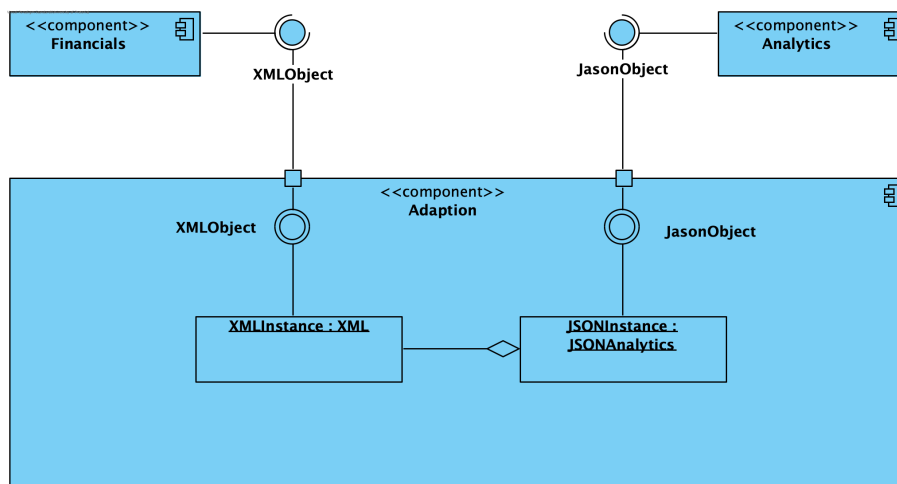 <<component>>
Financials
<<component>>
Analytics
XMLObject
JasonObject
<<component>>
Adaption
XMLObject
JasonObject
XMLInstance : XML
JSONInstance :
JSONAnalytics